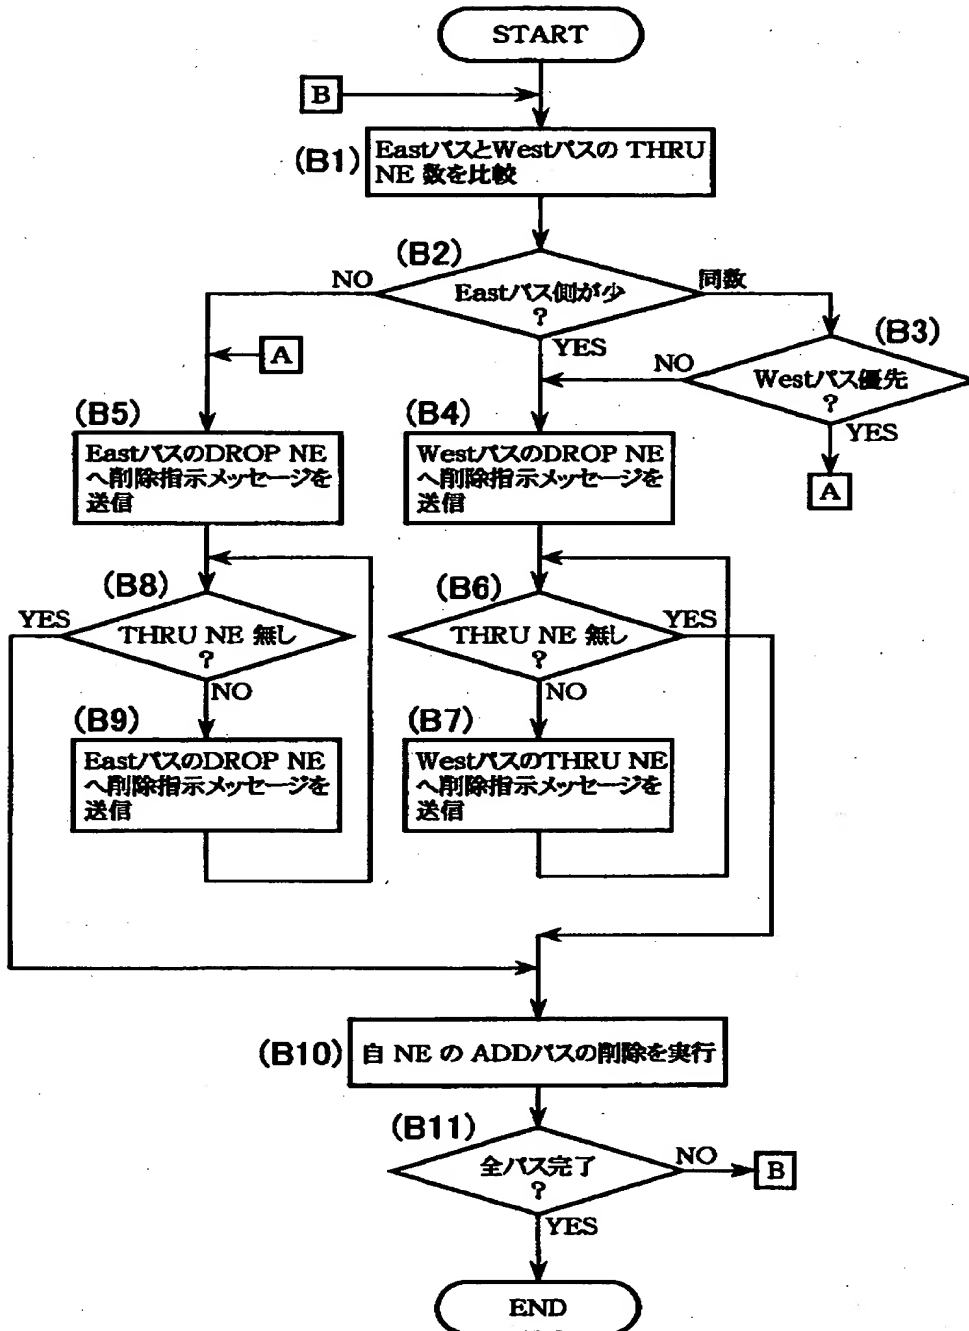 START
B
(B1)
EastパスとWestパスの THRU
NE 数を比較
(B2)
NO
Eastパス側が少
?
同数
YES
(B3)
NO
Westパス優先
?
YES
A
A
(B5)
EastパスのDROP NE
へ削除指示メッセージを
送信
(B4)
WestパスのDROP NE
へ削除指示メッセージを
送信
(B8)
YES
THRU NE 無し
?
NO
(B6)
YES
THRU NE 無し
?
NO
(B9)
EastパスのDROP NE
へ削除指示メッセージを
送信
(B7)
WestパスのTHRU NE
へ削除指示メッセージを
送信
(B10)
自 NE の ADDパスの削除を実行
(B11)
全パス完了
?
NO
B
YES
END